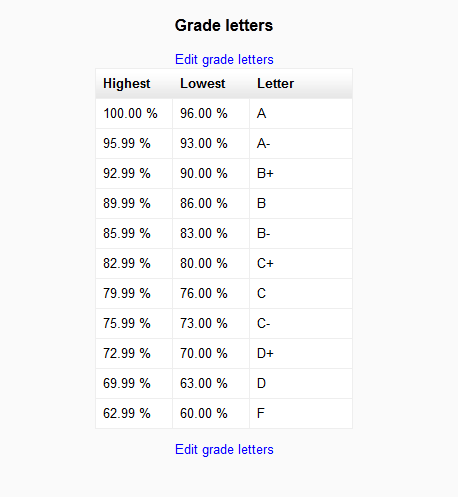 Grade letters
Edit grade letters
Highest Lowest Letter
100.00 % 96.00 % A
95.99 % 93.00 % A-
92.99 % 90.00 % B+
89.99 % 86.00 % B
85.99 % 83.00 % B-
82.99 % 80.00 % C+
79.99 % 76.00 % C
75.99 % 73.00 % C-
72.99 % 70.00 % D+
69.99 % 63.00 % D
62.99 % 60.00 % F
Edit grade letters